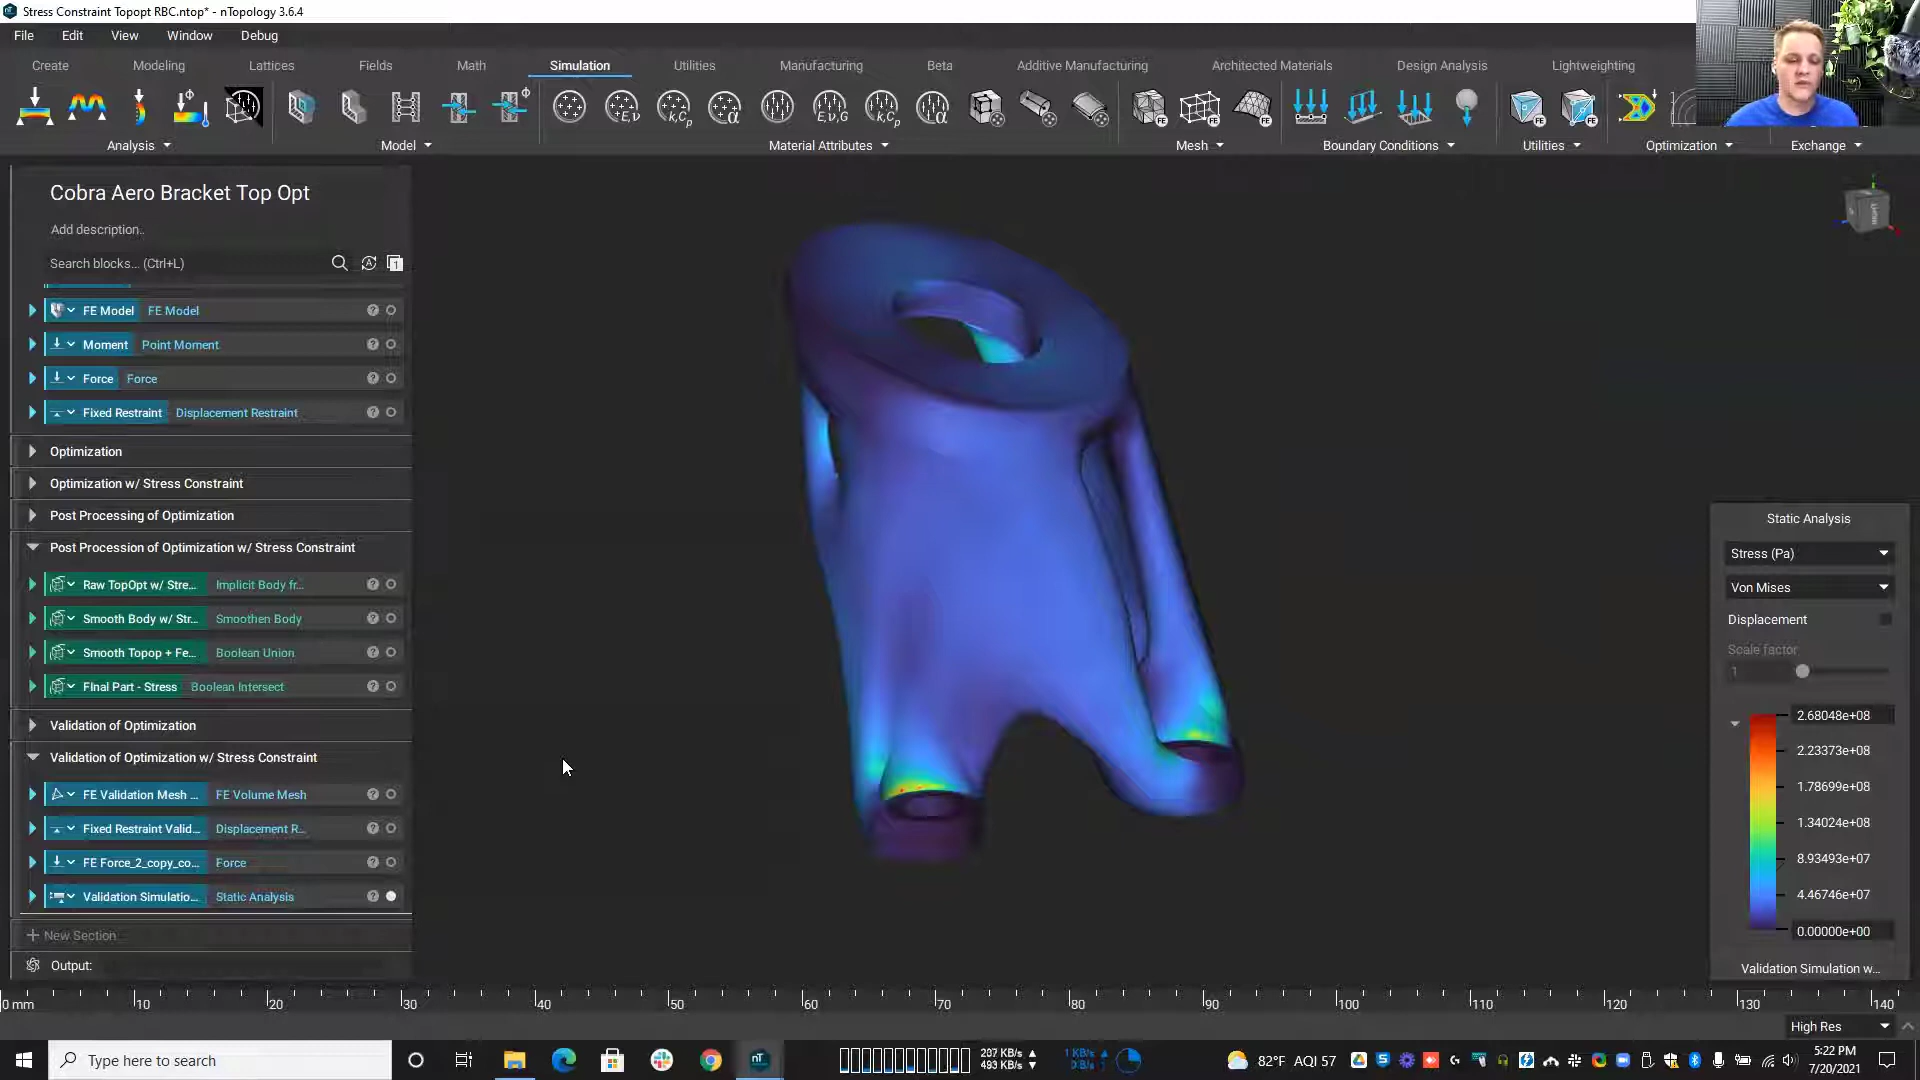 Stress Constraint Topopt RBC.ntop* - nTopology 3.6.4
File Edit View Window Debug
Create Modeling Lattices Fields Math Simulation Utilities Manufacturing Beta Additive Manufacturing Architected Materials Design Analysis Lightweighting
Analysis Model Material Attributes Mesh Boundary Conditions Utilities Optimization Exchange
Cobra Aero Bracket Top Opt
Add description..
Search blocks... (Ctrl+L)
FE Model FE Model
Moment Point Moment
Force Force
Fixed Restraint Displacement Restraint
Optimization
Optimization w/ Stress Constraint
Post Processing of Optimization
Post Procession of Optimization w/ Stress Constraint
Raw TopOpt w/ Stre... Implicit Body fr...
Smooth Body w/ Str... Smoothen Body
Smooth Topop + Fe... Boolean Union
FInal Part - Stress Boolean Intersect
Validation of Optimization
Validation of Optimization w/ Stress Constraint
FE Validation Mesh ... FE Volume Mesh
Fixed Restraint Valid... Displacement R...
FE Force_2_copy_co... Force
Validation Simulatio... Static Analysis
New Section
Output:
Static Analysis
Stress (Pa)
Von Mises
Displacement
Scale factor
1
2.68048e+08
2.23373e+08
1.78699e+08
1.34024e+08
8.93493e+07
4.46746e+07
0.00000e+00
Validation Simulation w...
0 mm 10 20 30 40 50 60 70 80 90 100 110 120 130 140
High Res
Type here to search
207 KB/s
493 KB/s
1 KB/s
0 B/s
82°F AQI 57
5:22 PM
7/20/2021